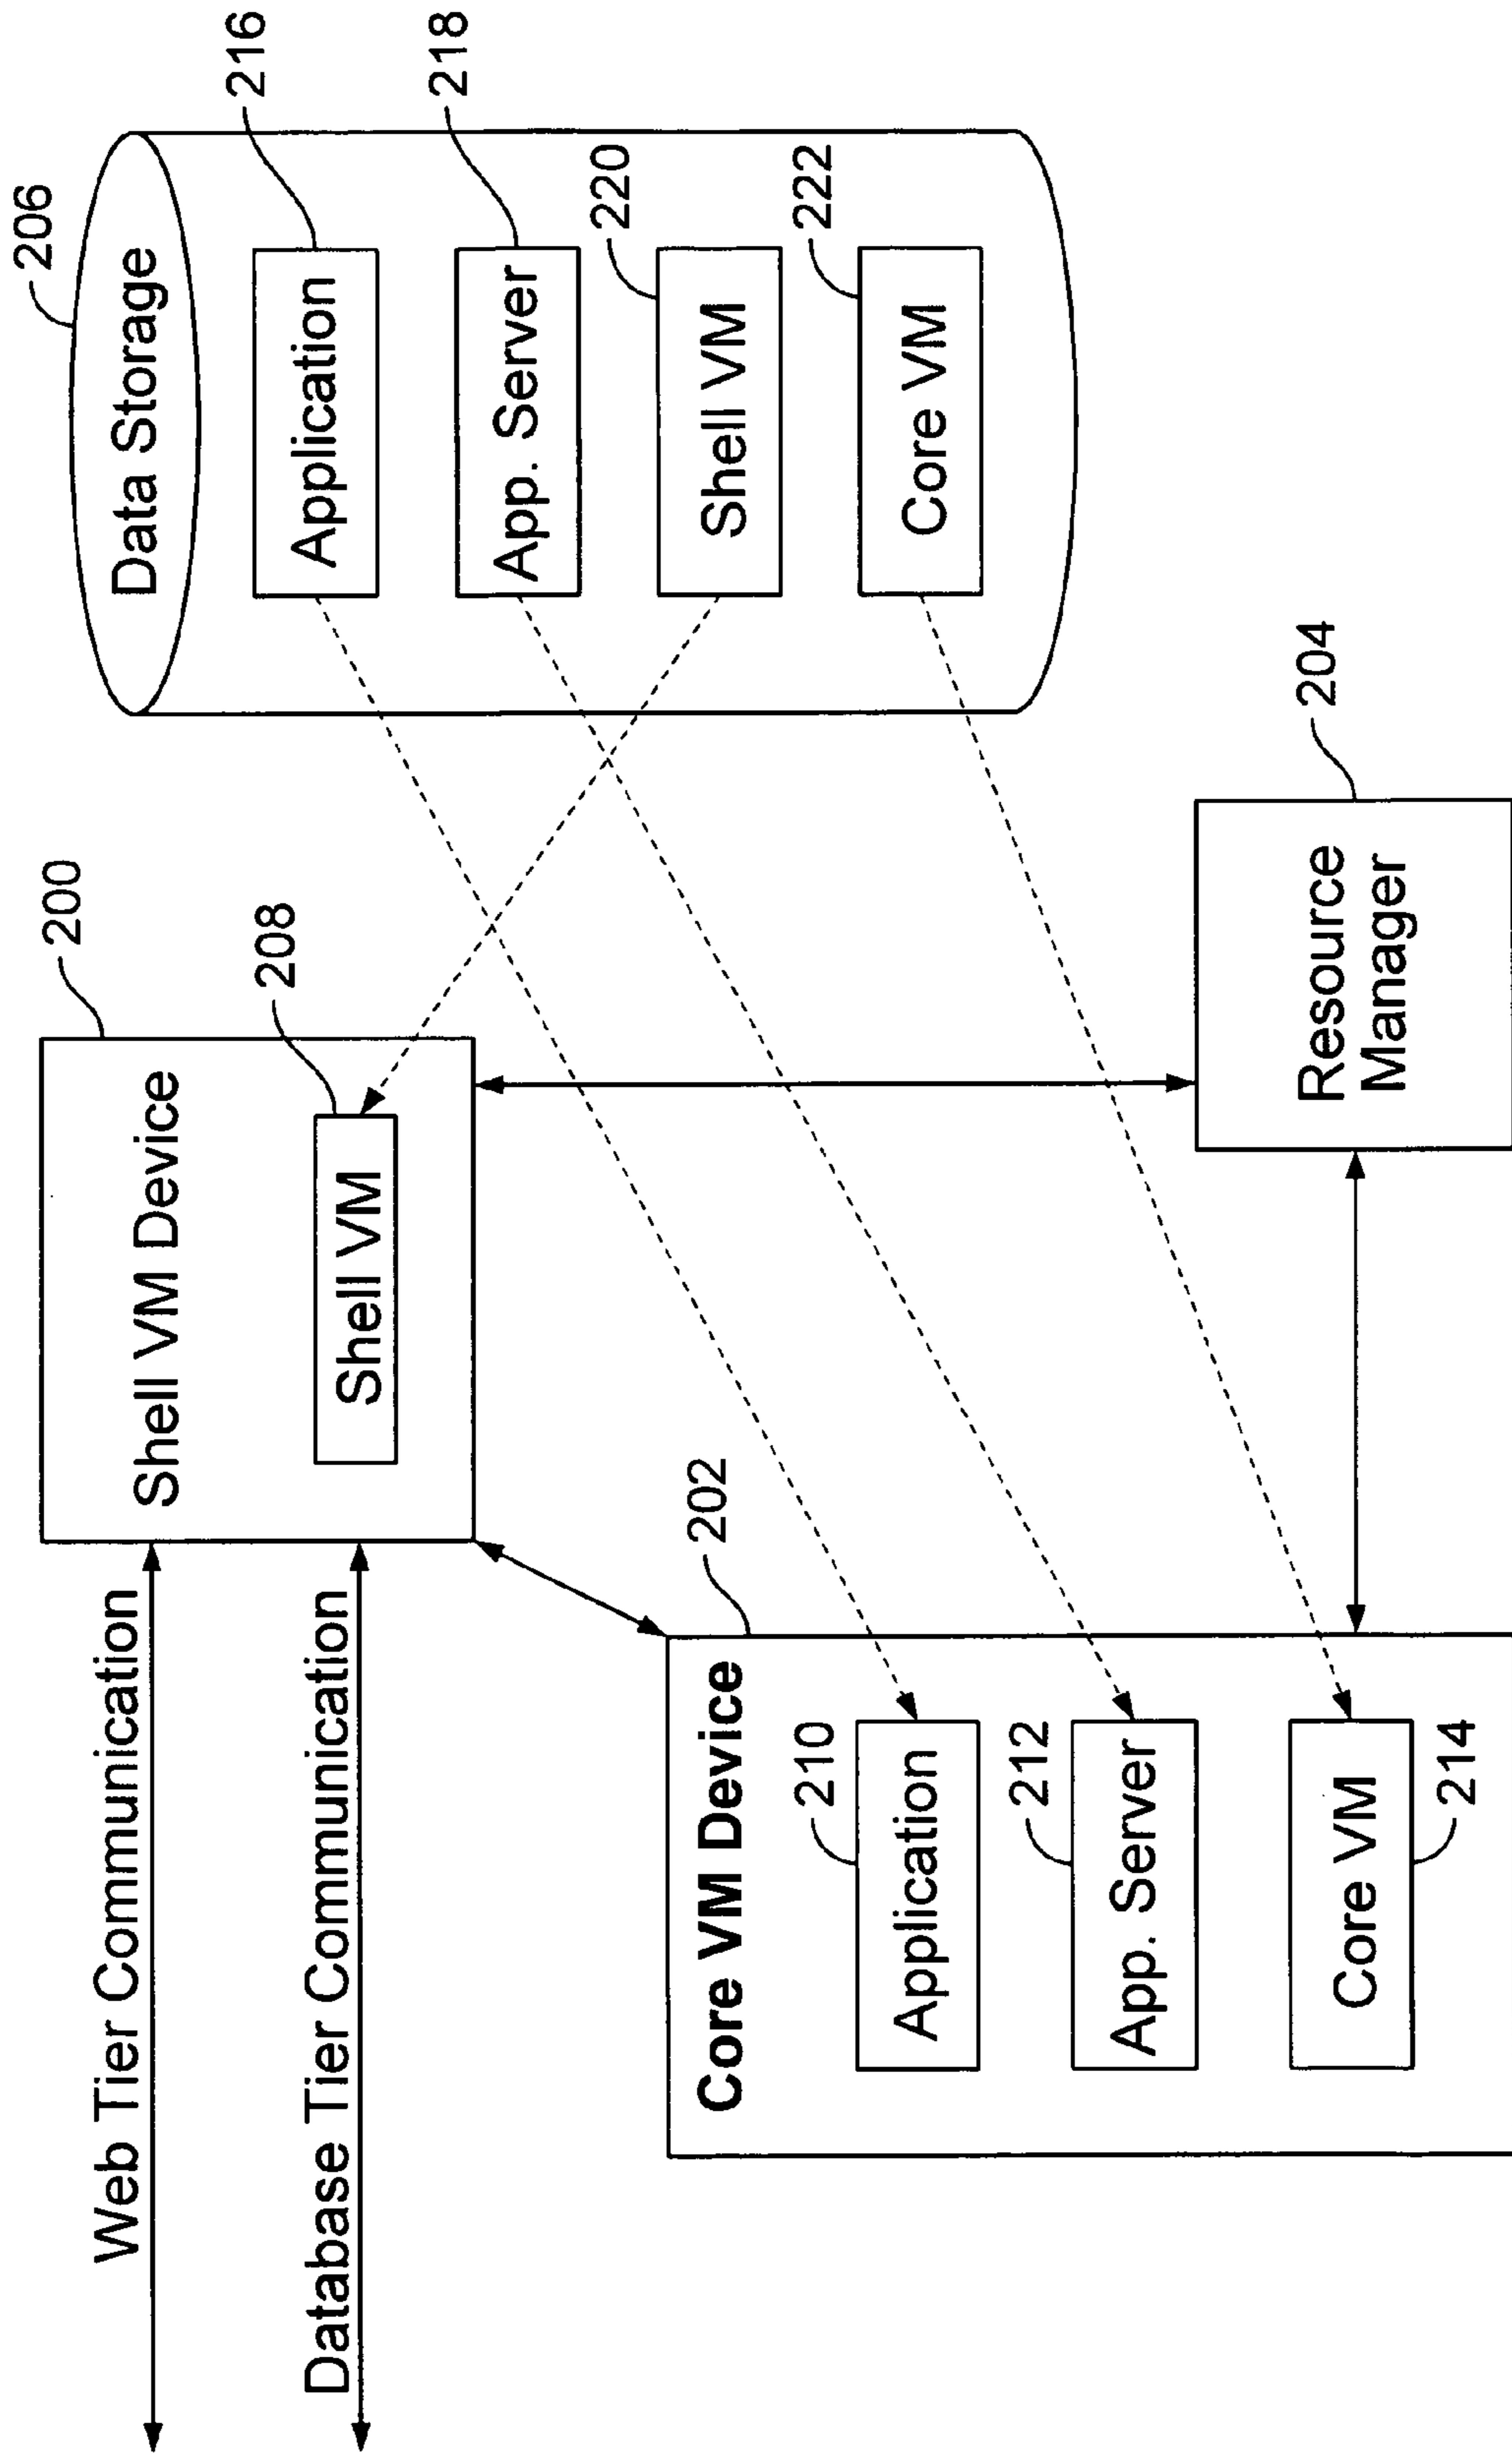 Web Tier Communication
Database Tier Communication
200
Shell VM Device
208
Shell VM
206
Data Storage
216
Application
218
App. Server
220
Shell VM
222
Core VM
202
Core VM Device
210
Application
212
App. Server
Core VM
214
204
Resource
Manager